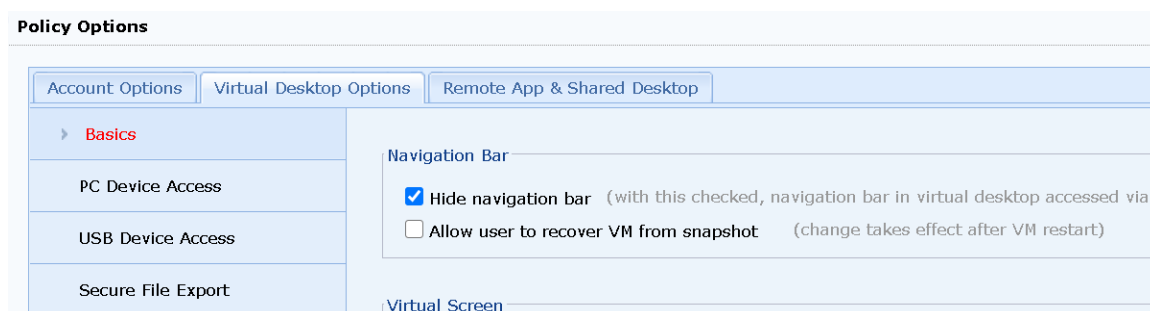 Policy Options
Account Options
Virtual Desktop Options
Remote App & Shared Desktop
Basics
PC Device Access
USB Device Access
Secure File Export
Navigation Bar
Hide navigation bar (with this checked, navigation bar in virtual desktop accessed via
Allow user to recover VM from snapshot (change takes effect after VM restart)
Virtual Screen